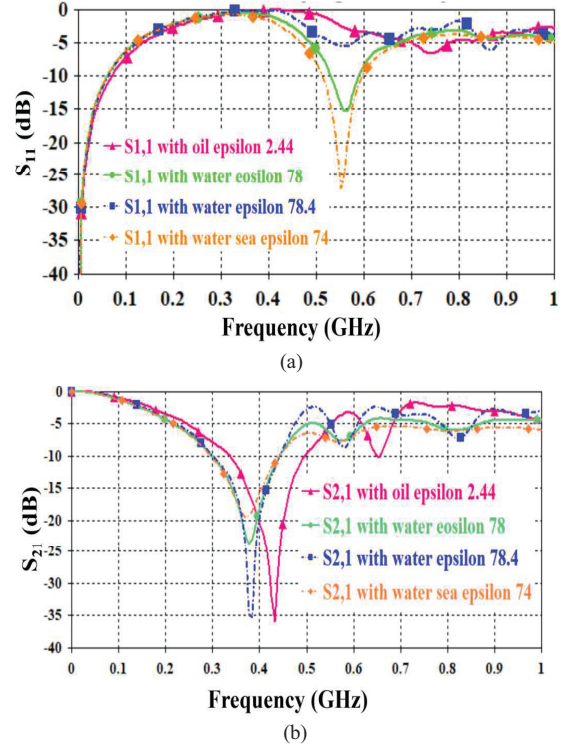 0
-5
-10
-15
-20
-25
-30
-35
-40
S11 (dB)
S1,1 with oil epsilon 2.44
S1,1 with water eosilon 78
S1,1 with water epsilon 78.4
S1,1 with water sea epsilon 74
0 0.1 0.2 0.3 0.4 0.5 0.6 0.7 0.8 0.9 1
Frequency (GHz)
(a)
0
-5
-10
-15
-20
-25
-30
-35
-40
S21 (dB)
S2,1 with oil epsilon 2.44
S2,1 with water eosilon 78
S2,1 with water epsilon 78.4
S2,1 with water sea epsilon 74
0 0.1 0.2 0.3 0.4 0.5 0.6 0.7 0.8 0.9 1
Frequency (GHz)
(b)